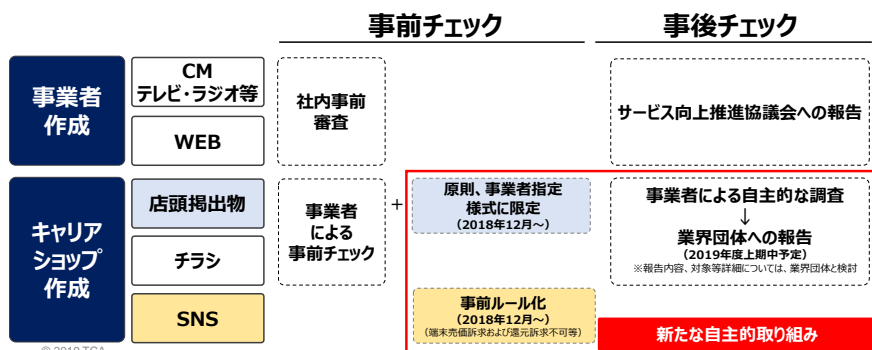 事前チェック
事後チェック
事業者
作成
CM
テレビ・ラジオ等
WEB
社内事前
審査
サービス向上推進協議会への報告
キャリア
ショップ
作成
店頭掲出物
チラシ
SNS
事業者
による
事前チェック
+
原則、事業者指定
様式に限定
(2018年12月~)
事前ルール化
(2018年12月~)
(端末売価訴求および還元訴求不可等)
事業者による自主的な調査
↓
業界団体への報告
(2019年度上期中予定)
※報告内容、対象等詳細については、業界団体と検討
新たな自主的取り組み